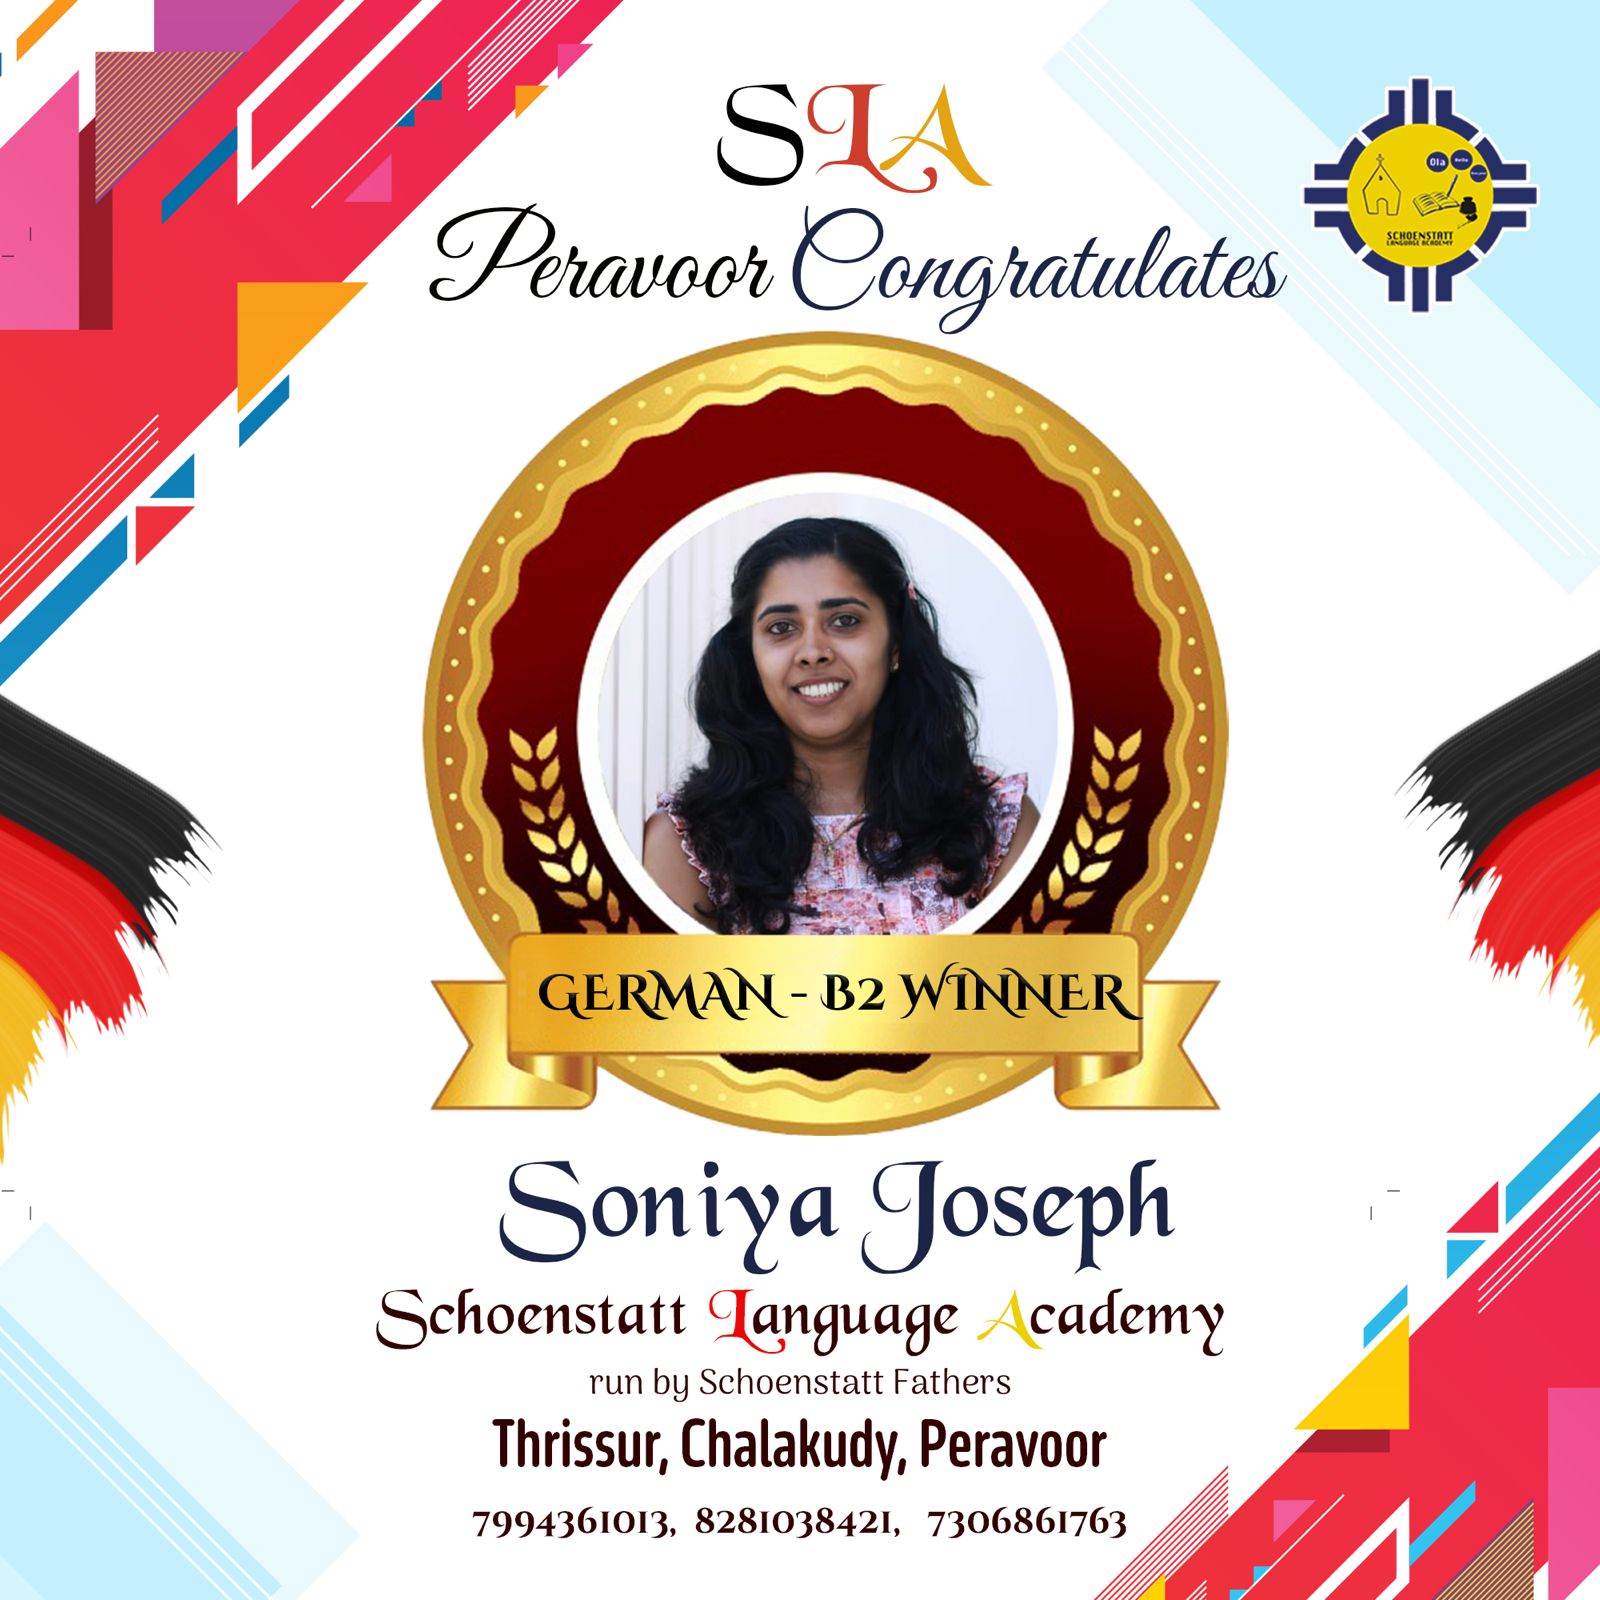 SLA
Peravoor Congratulates
Ola
Hello
SCHOENSTATT
LANGUAGE ACADEMY
GERMAN - B2 WINNER
Soniya Joseph
Schoenstatt Language Academy
run by Schoenstatt Fathers
Thrissur, Chalakudy, Peravoor
7994361013, 8281038421, 7306861763